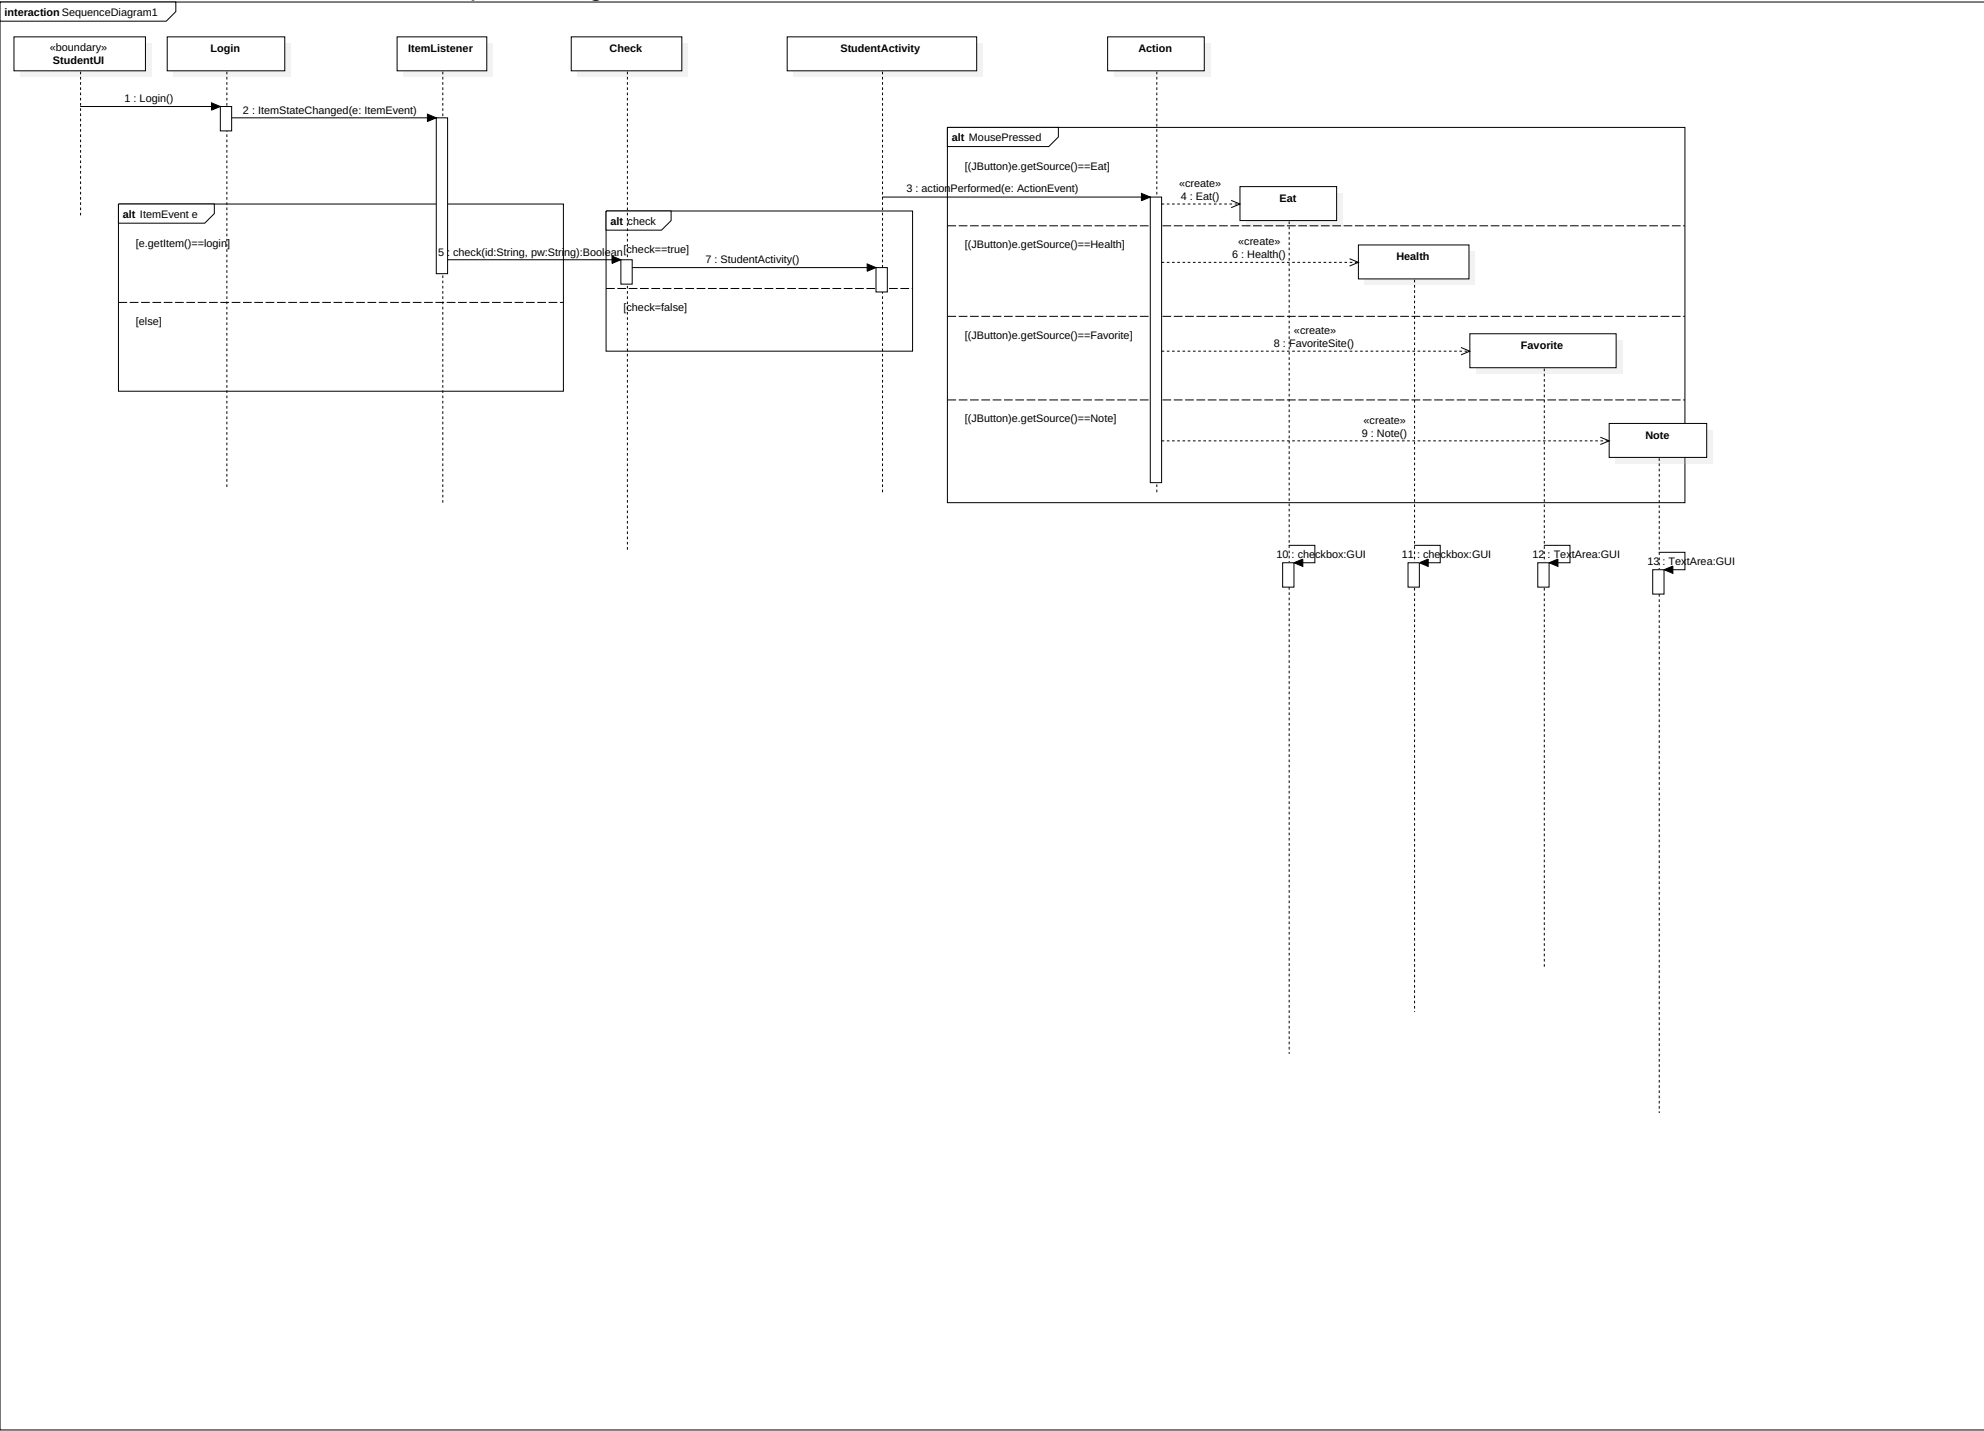 interaction SequenceDiagram1
«boundary»
StudentUI
Login
ItemListener
Check
StudentActivity
Action
1 : Login()
2 : ItemStateChanged(e: ItemEvent)
alt MousePressed
[(JButton)e.getSource()==Eat]
3 : actionPerformed(e: ActionEvent)
«create»
4 : Eat()
Eat
alt ItemEvent e
[e.getItem()==login]
alt check
[check==true]
5 : check(id:String, pw:String):Boolean
7 : StudentActivity()
[(JButton)e.getSource()==Health]
«create»
6 : Health()
Health
[else]
[check=false]
[(JButton)e.getSource()==Favorite]
«create»
8 : FavoriteSite()
Favorite
[(JButton)e.getSource()==Note]
«create»
9 : Note()
Note
10 : checkbox:GUI
11 : checkbox:GUI
12 : TextArea:GUI
13 : TextArea:GUI